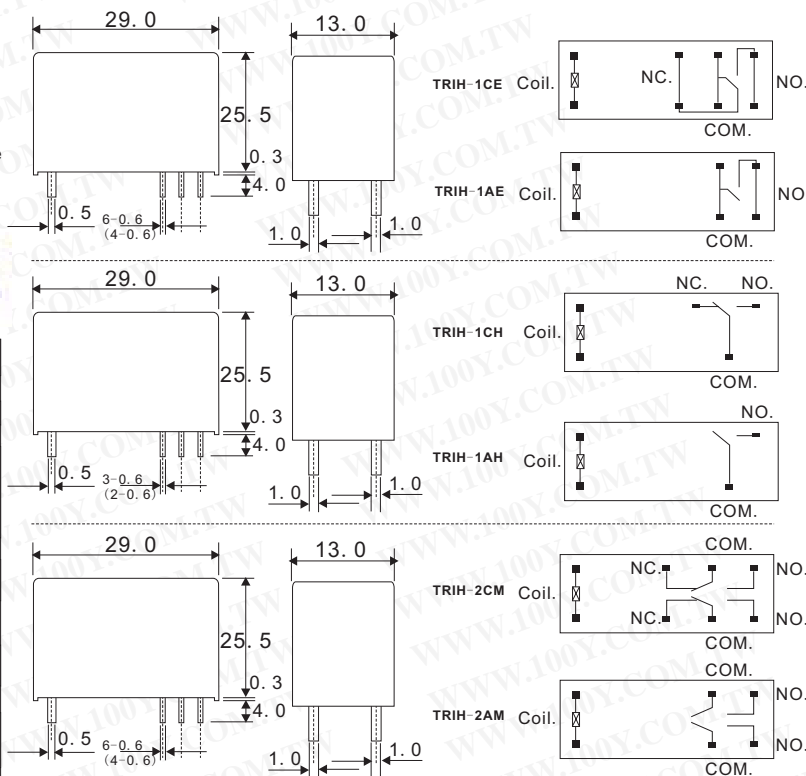 29.0
13.0
25.5
0.3
4.0
0.5
6-0.6
(4-0.6)
1.0
1.0
TRIH-1CE
Coil.
NC.
NO.
COM.
TRIH-1AE
Coil.
NO
COM.
29.0
13.0
25.5
0.3
4.0
0.5
3-0.6
(2-0.6)
1.0
1.0
TRIH-1CH
Coil.
NC.
NO.
COM.
TRIH-1AH
Coil.
NO.
COM.
29.0
13.0
25.5
0.3
4.0
0.5
6-0.6
(4-0.6)
1.0
1.0
TRIH-2CM
Coil.
COM.
NC.
NO.
NC.
NO.
COM.
TRIH-2AM
Coil.
COM.
NO.
NO.
COM.
WWW.100Y.COM.TW